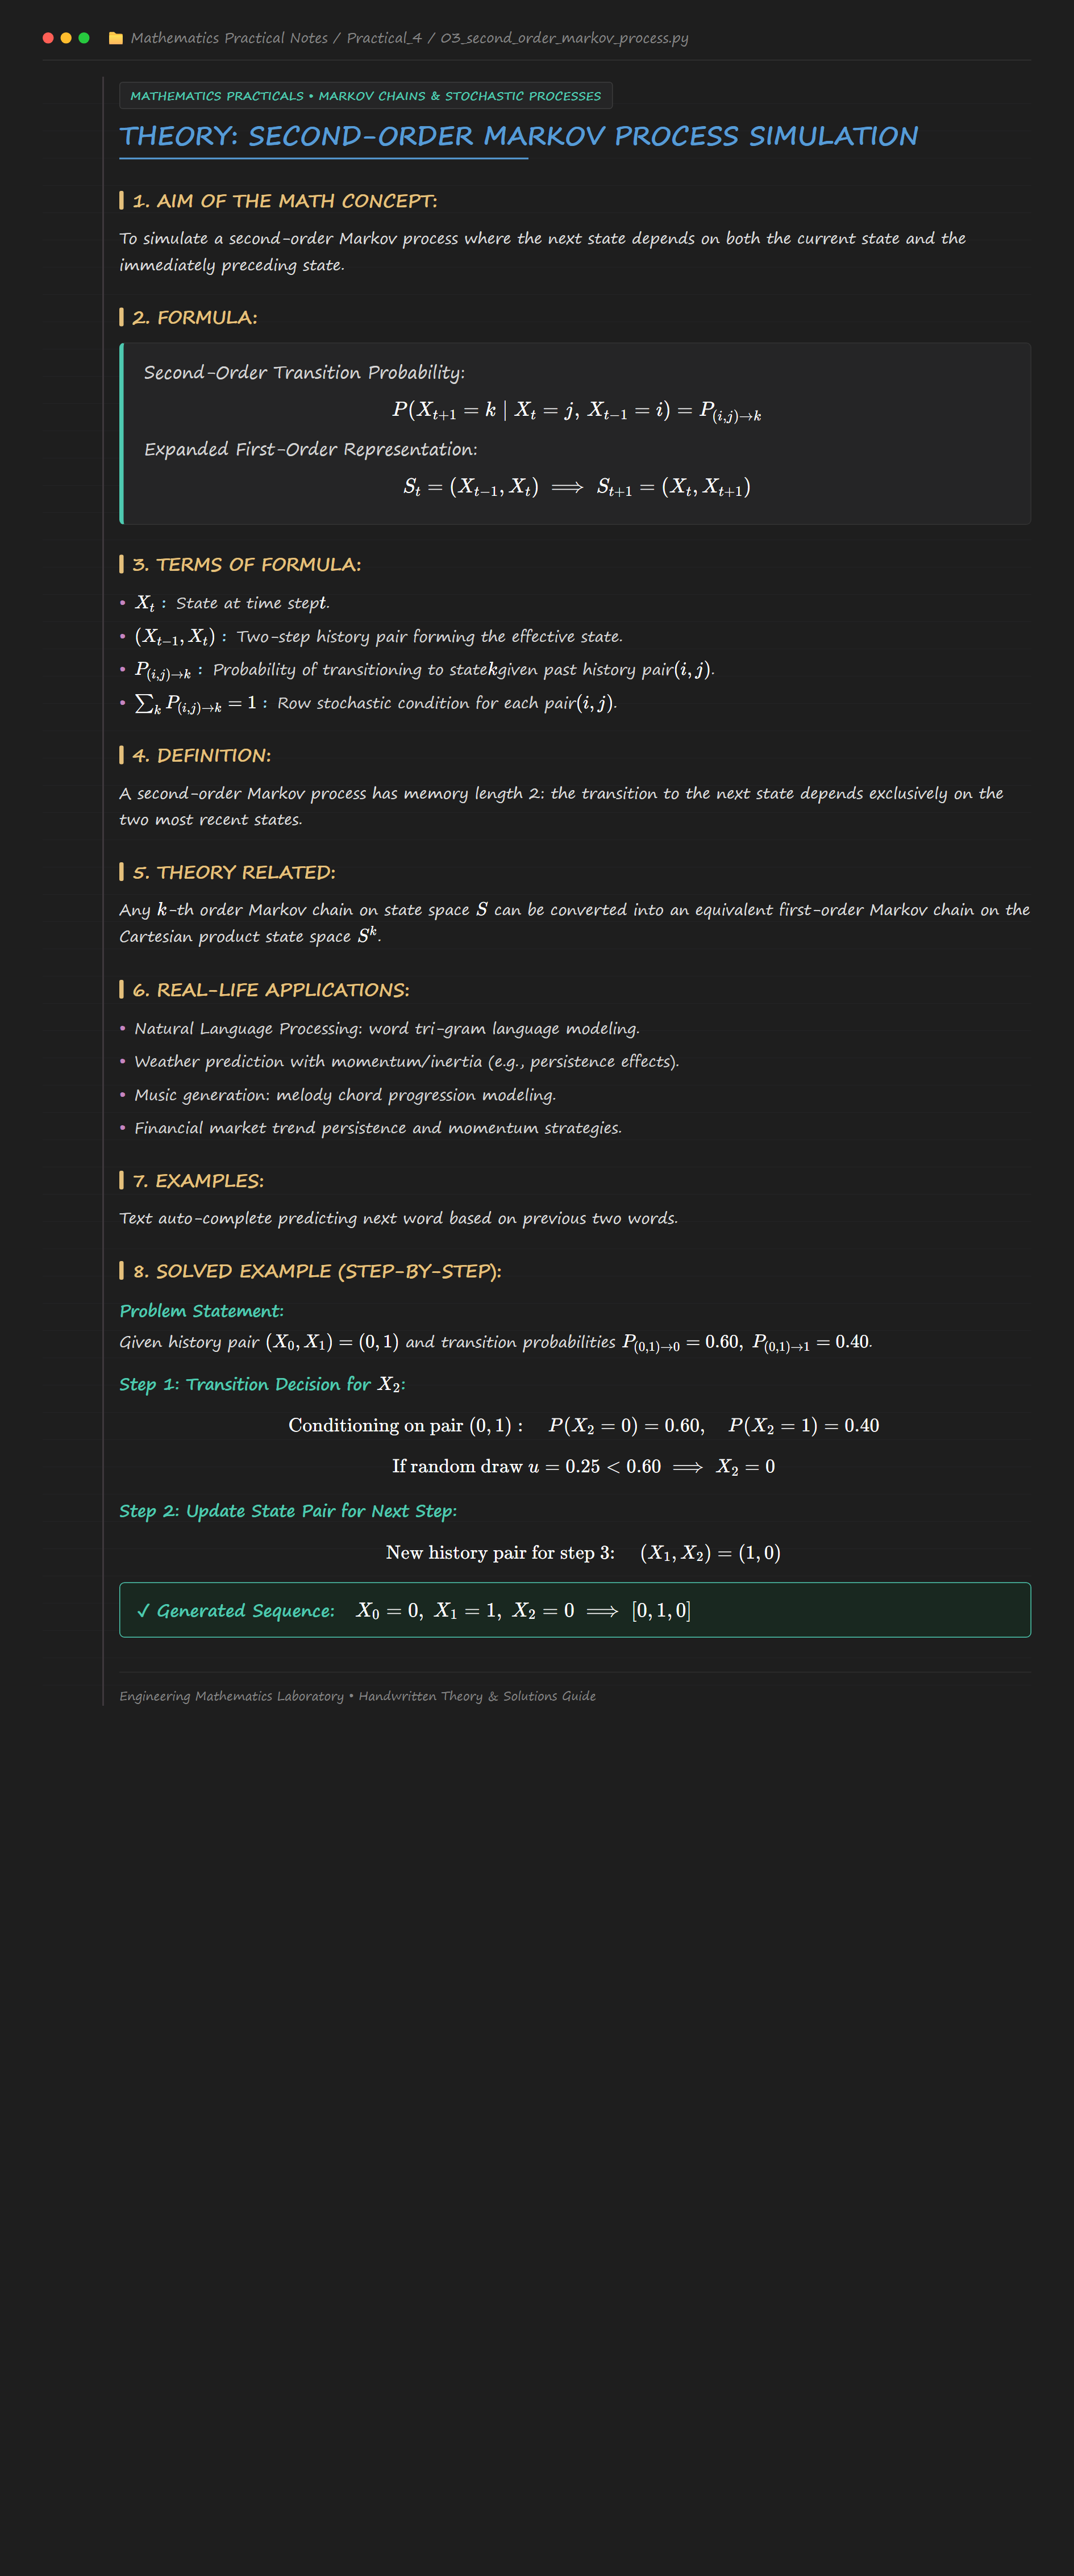 Mathematics Practical Notes / Practical_4 / 03_second_order_markov_process.py
MATHEMATICS PRACTICALS • MARKOV CHAINS & STOCHASTIC PROCESSES
THEORY: SECOND-ORDER MARKOV PROCESS SIMULATION
1. AIM OF THE MATH CONCEPT:
To simulate a second-order Markov process where the next state depends on both the current state and the
immediately preceding state.
2. FORMULA:
Second-Order Transition Probability:
P(X_{t+1} = k | X_t = j, X_{t−1} = i) = P_{(i,j)→k}
Expanded First-Order Representation:
S_t = (X_{t−1}, X_t) ⟹ S_{t+1} = (X_t, X_{t+1})
3. TERMS OF FORMULA:
• X_t : State at time stept.
• (X_{t−1}, X_t) : Two-step history pair forming the effective state.
• P_{(i,j)→k} : Probability of transitioning to statekgiven past history pair(i, j).
• ∑_k P_{(i,j)→k} = 1 : Row stochastic condition for each pair(i, j).
4. DEFINITION:
A second-order Markov process has memory length 2: the transition to the next state depends exclusively on the
two most recent states.
5. THEORY RELATED:
Any k-th order Markov chain on state space S can be converted into an equivalent first-order Markov chain on the
Cartesian product state space S^k.
6. REAL-LIFE APPLICATIONS:
• Natural Language Processing: word tri-gram language modeling.
• Weather prediction with momentum/inertia (e.g., persistence effects).
• Music generation: melody chord progression modeling.
• Financial market trend persistence and momentum strategies.
7. EXAMPLES:
Text auto-complete predicting next word based on previous two words.
8. SOLVED EXAMPLE (STEP-BY-STEP):
Problem Statement:
Given history pair (X_0, X_1) = (0, 1) and transition probabilities P_{(0,1)→0} = 0.60, P_{(0,1)→1} = 0.40.
Step 1: Transition Decision for X_2:
Conditioning on pair (0, 1) : P(X_2 = 0) = 0.60, P(X_2 = 1) = 0.40
If random draw u = 0.25 < 0.60 ⟹ X_2 = 0
Step 2: Update State Pair for Next Step:
New history pair for step 3: (X_1, X_2) = (1, 0)
✓ Generated Sequence: X_0 = 0, X_1 = 1, X_2 = 0 ⟹ [0, 1, 0]
Engineering Mathematics Laboratory • Handwritten Theory & Solutions Guide